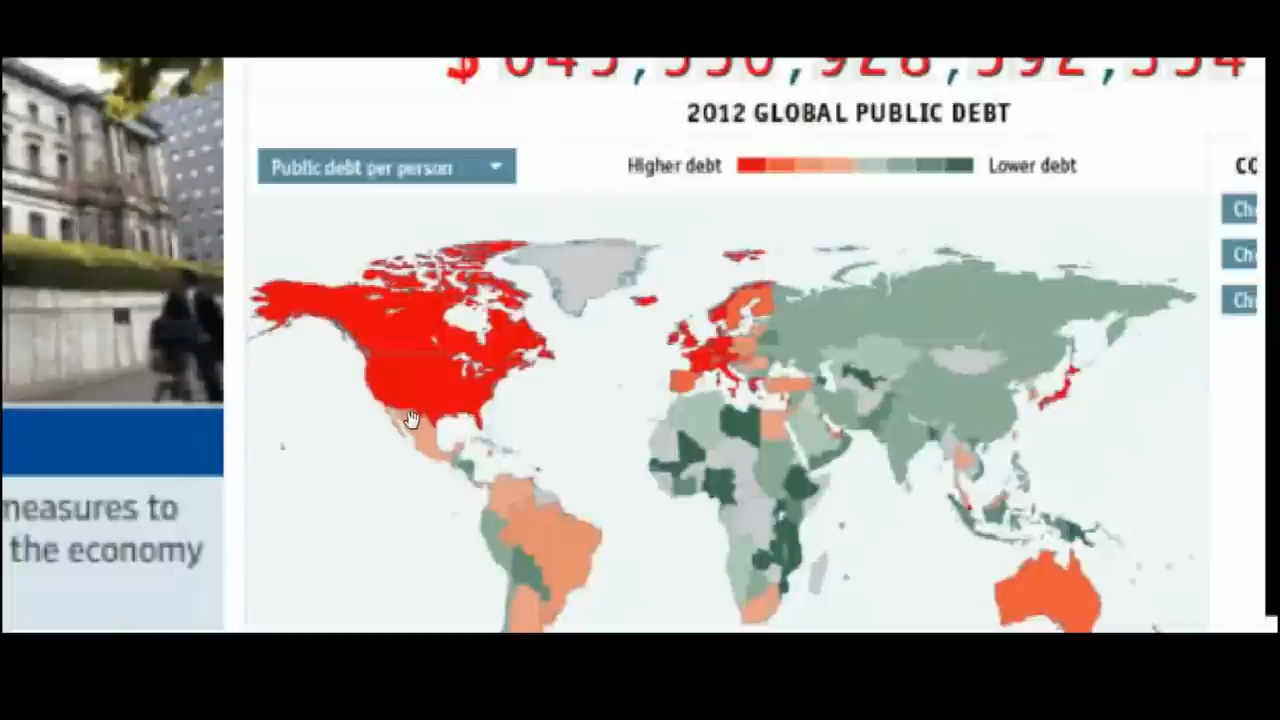 2012 GLOBAL PUBLIC DEBT
Public debt per person
Higher debt
Lower debt
measures to
the economy